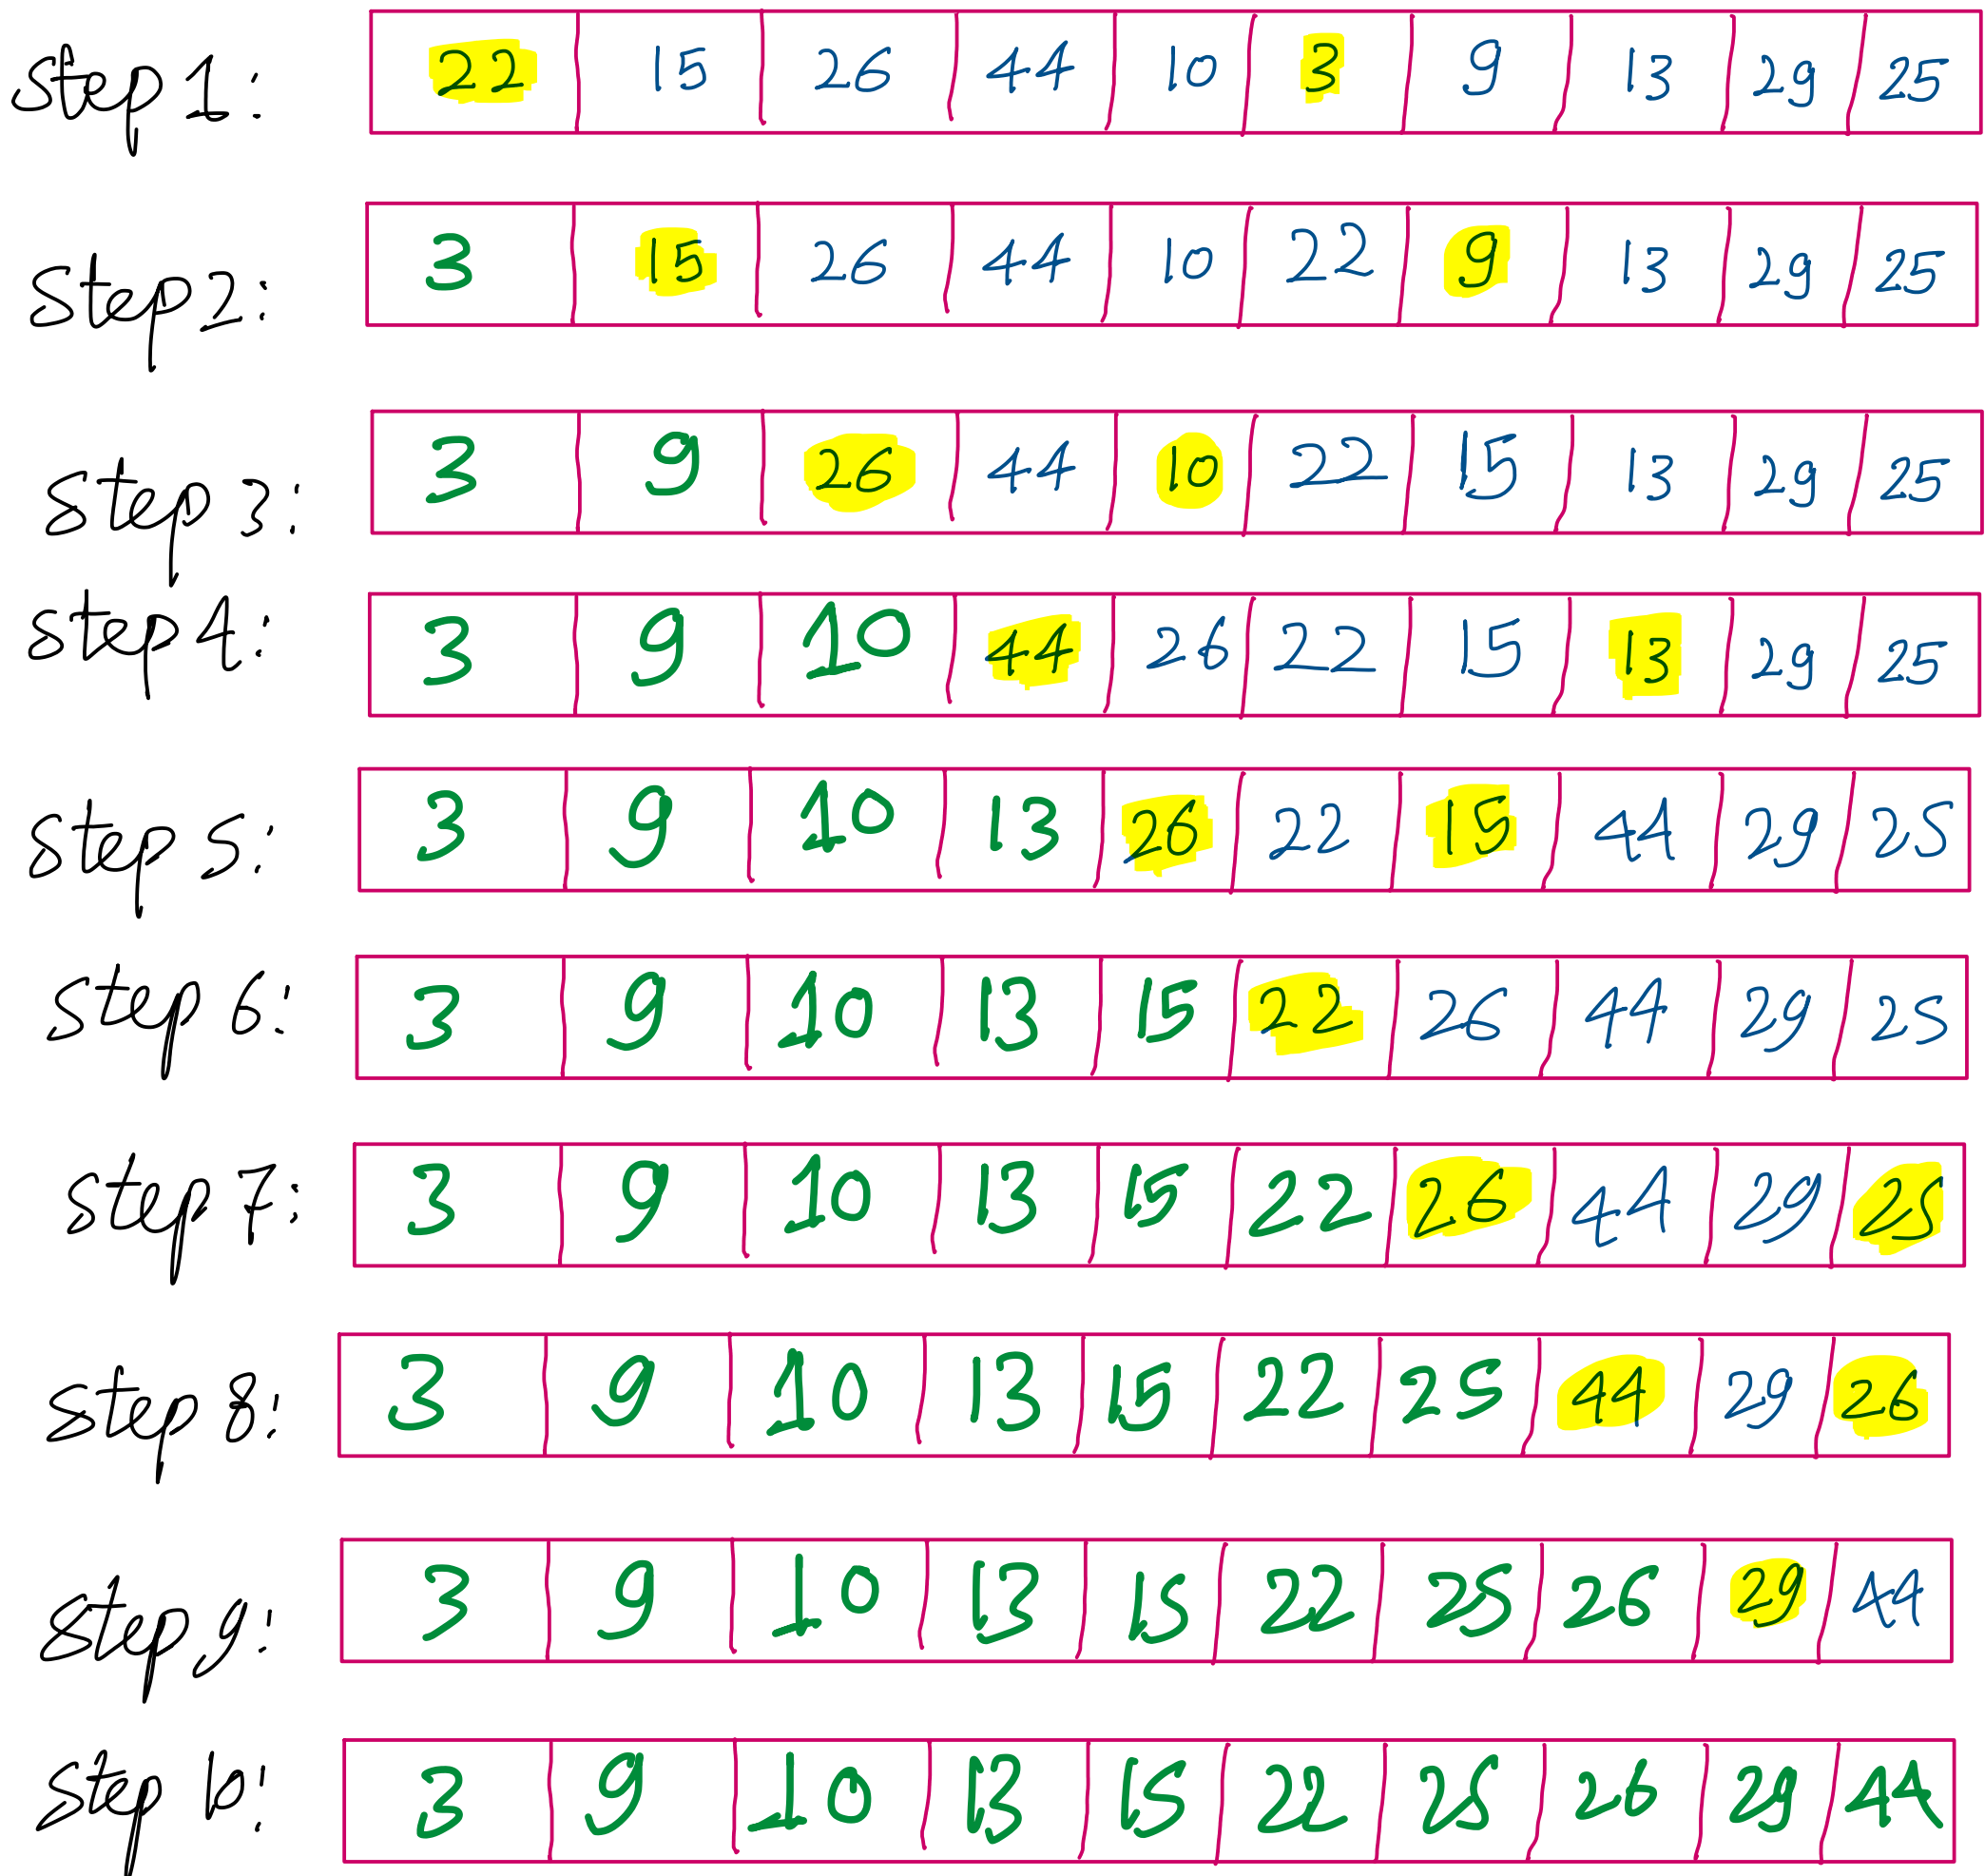 step 1: 22 15 26 44 10 3 9 13 29 25
step 2: 3 15 26 44 10 22 9 13 29 25
step 3: 3 9 26 44 10 22 15 13 29 25
step 4: 3 9 10 44 26 22 15 13 29 25
step 5: 3 9 10 13 26 22 15 44 29 25
step 6: 3 9 10 13 15 22 26 44 29 25
step 7: 3 9 10 13 15 22 26 44 29 25
step 8: 3 9 10 13 15 22 25 44 29 26
step 9: 3 9 10 13 15 22 25 26 29 44
step 10: 3 9 10 13 15 22 25 26 29 44